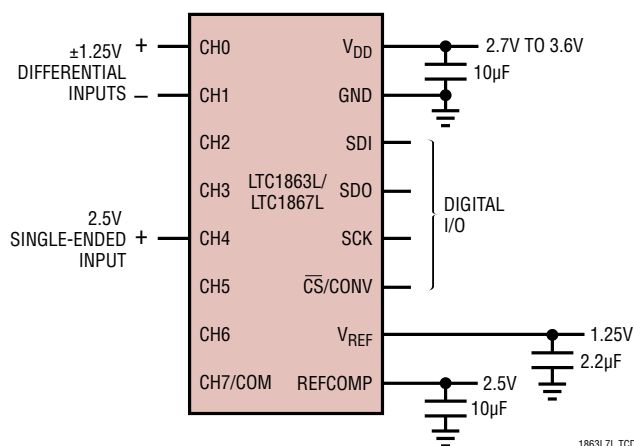 ±1.25V
DIFFERENTIAL
INPUTS
+
–
2.5V
SINGLE-ENDED
INPUT
+
CH0
CH1
CH2
CH3
CH4
CH5
CH6
CH7/COM
LTC1863L/
LTC1867L
VDD
GND
SDI
SDO
SCK
CS/CONV
VREF
REFCOMP
2.7V TO 3.6V
10µF
DIGITAL
I/O
1.25V
2.2µF
2.5V
10µF